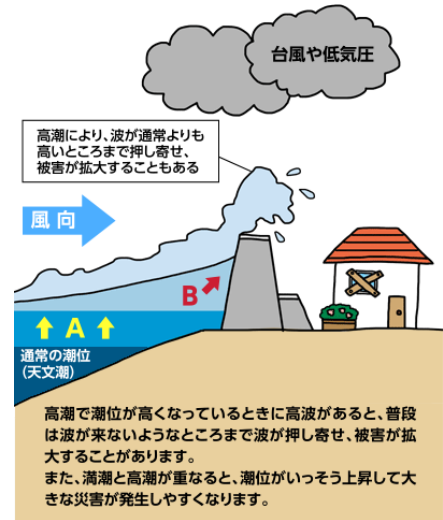 台風や低気圧
高潮により、波が通常よりも
高いところまで押し寄せ、
被害が拡大することもある
風向
B
A
通常の潮位
（天文潮）
高潮で潮位が高くなっているときに高波があると、普段
は波が来ないようなところまで波が押し寄せ、被害が拡
大することがあります。
また、満潮と高潮が重なると、潮位がいっそう上昇して大
きな災害が発生しやすくなります。